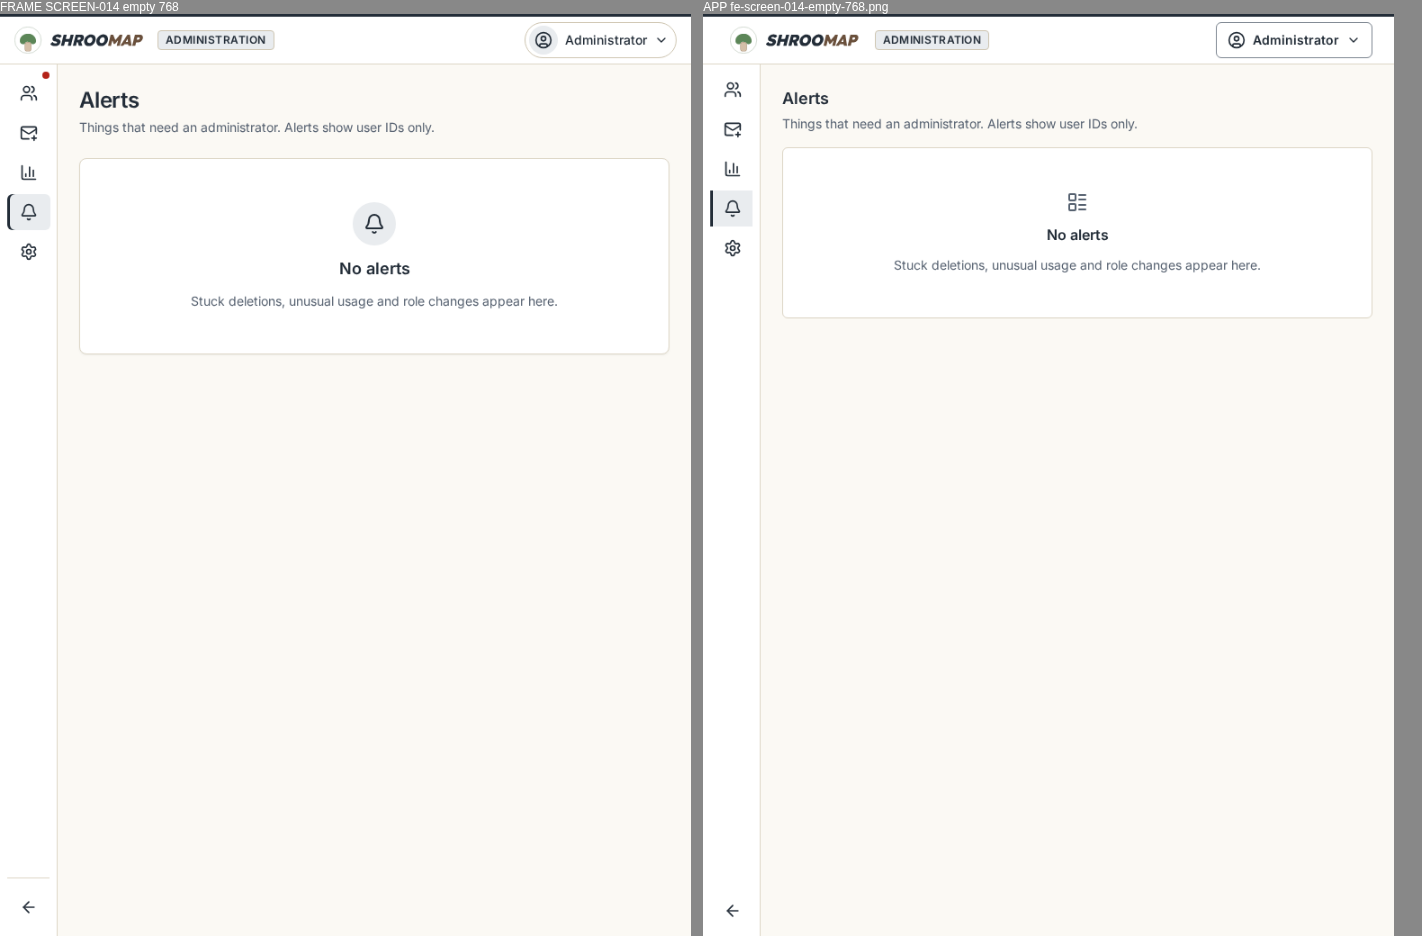 FRAME SCREEN-014 empty 768
SHROOMAP
ADMINISTRATION
Administrator
Alerts
Things that need an administrator. Alerts show user IDs only.
No alerts
Stuck deletions, unusual usage and role changes appear here.
APP fe-screen-014-empty-768.png
SHROOMAP
ADMINISTRATION
Administrator
Alerts
Things that need an administrator. Alerts show user IDs only.
No alerts
Stuck deletions, unusual usage and role changes appear here.